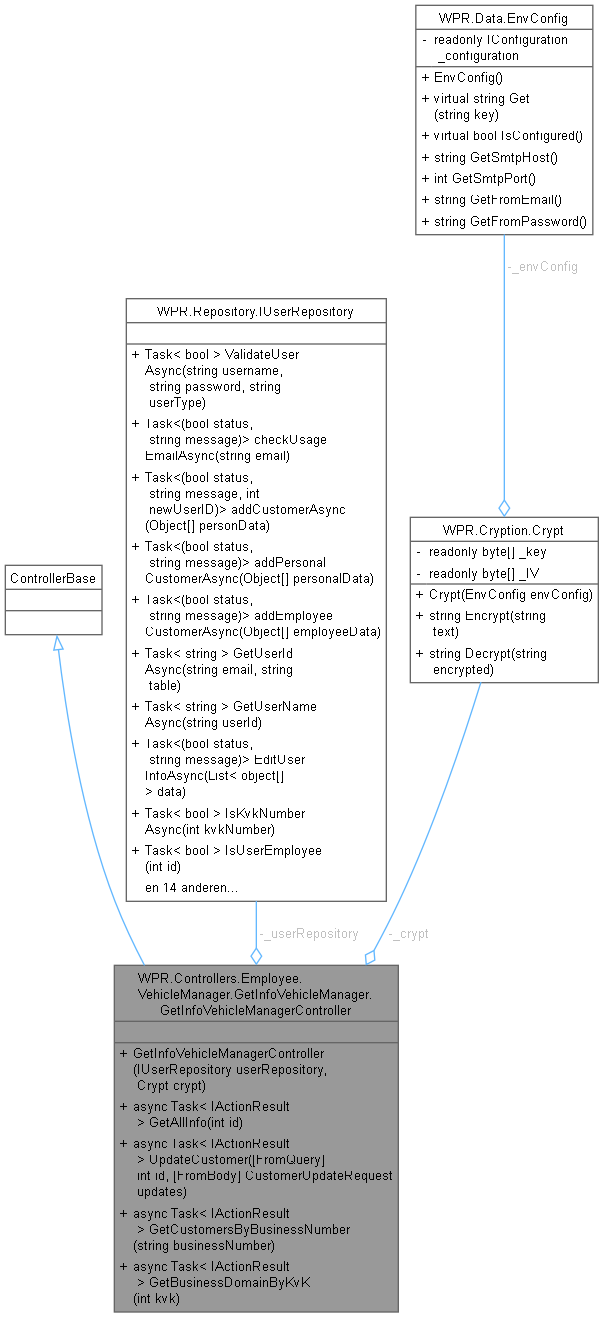 WPR.Data.EnvConfig
- readonly IConfiguration
_configuration
+ EnvConfig()
+ virtual string Get
(string key)
+ virtual bool IsConfigured()
+ string GetSmtpHost()
+ int GetSmtpPort()
+ string GetFromEmail()
+ string GetFromPassword()
-_envConfig
WPR.Repository.IUserRepository
+ Task< bool > ValidateUser
Async(string username,
string password, string
userType)
+ Task<(bool status,
string message)> checkUsage
EmailAsync(string email)
+ Task<(bool status,
string message, int
newUserID)> addCustomerAsync
(Object[] personData)
+ Task<(bool status,
string message)> addPersonal
CustomerAsync(Object[] personalData)
+ Task<(bool status,
string message)> addEmployee
CustomerAsync(Object[] employeeData)
+ Task< string > GetUserId
Async(string email, string
table)
+ Task< string > GetUserName
Async(string userId)
+ Task<(bool status,
string message)> EditUser
InfoAsync(List< object[]
> data)
+ Task< bool > IsKvkNumber
Async(int kvkNumber)
+ Task< bool > IsUserEmployee
(int id)
en 14 anderen...
WPR.Cryption.Crypt
- readonly byte[] _key
- readonly byte[] _IV
+ Crypt(EnvConfig envConfig)
+ string Encrypt(string
text)
+ string Decrypt(string
encrypted)
ControllerBase
-_userRepository
-_crypt
WPR.Controllers.Employee.
VehicleManager.GetInfoVehicleManager.
GetInfoVehicleManagerController
+ GetInfoVehicleManagerController
(IUserRepository userRepository,
Crypt crypt)
+ async Task< IActionResult
> GetAllInfo(int id)
+ async Task< IActionResult
> UpdateCustomer([FromQuery]
int id, [FromBody] CustomerUpdateRequest
updates)
+ async Task< IActionResult
> GetCustomersByBusinessNumber
(string businessNumber)
+ async Task< IActionResult
> GetBusinessDomainByKvK
(int kvk)